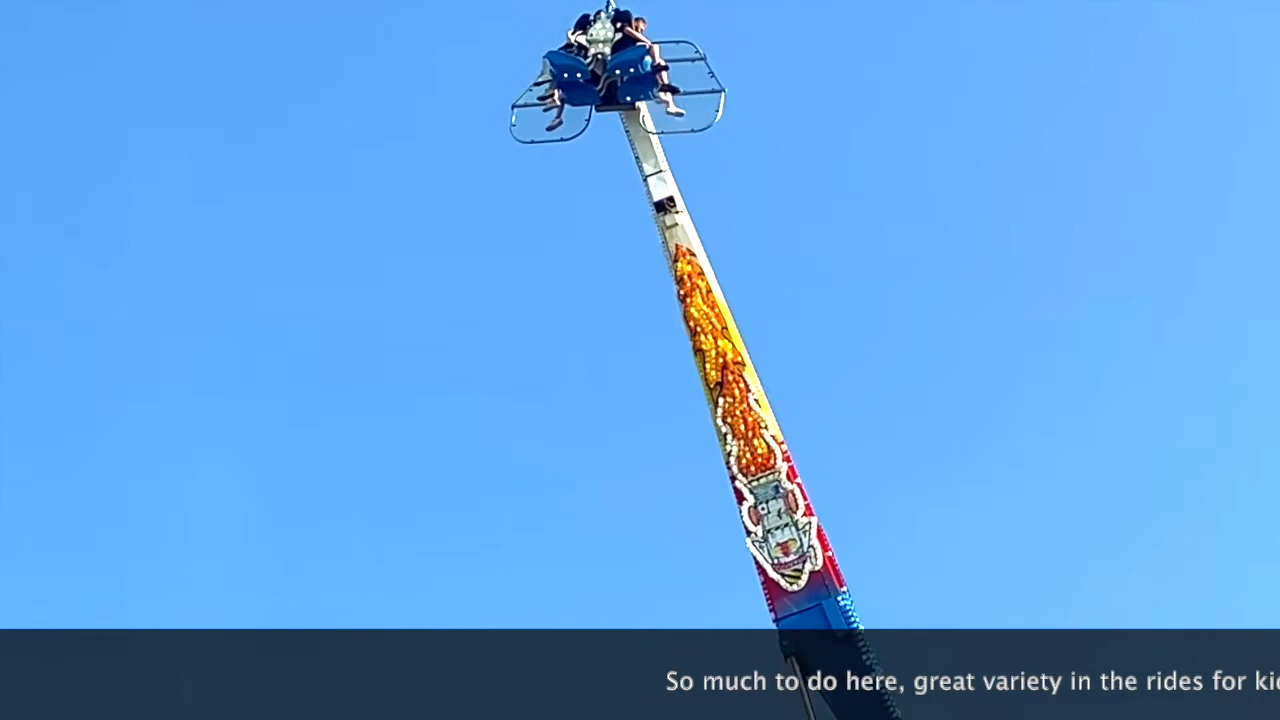 So much to do here, great variety in the rides for